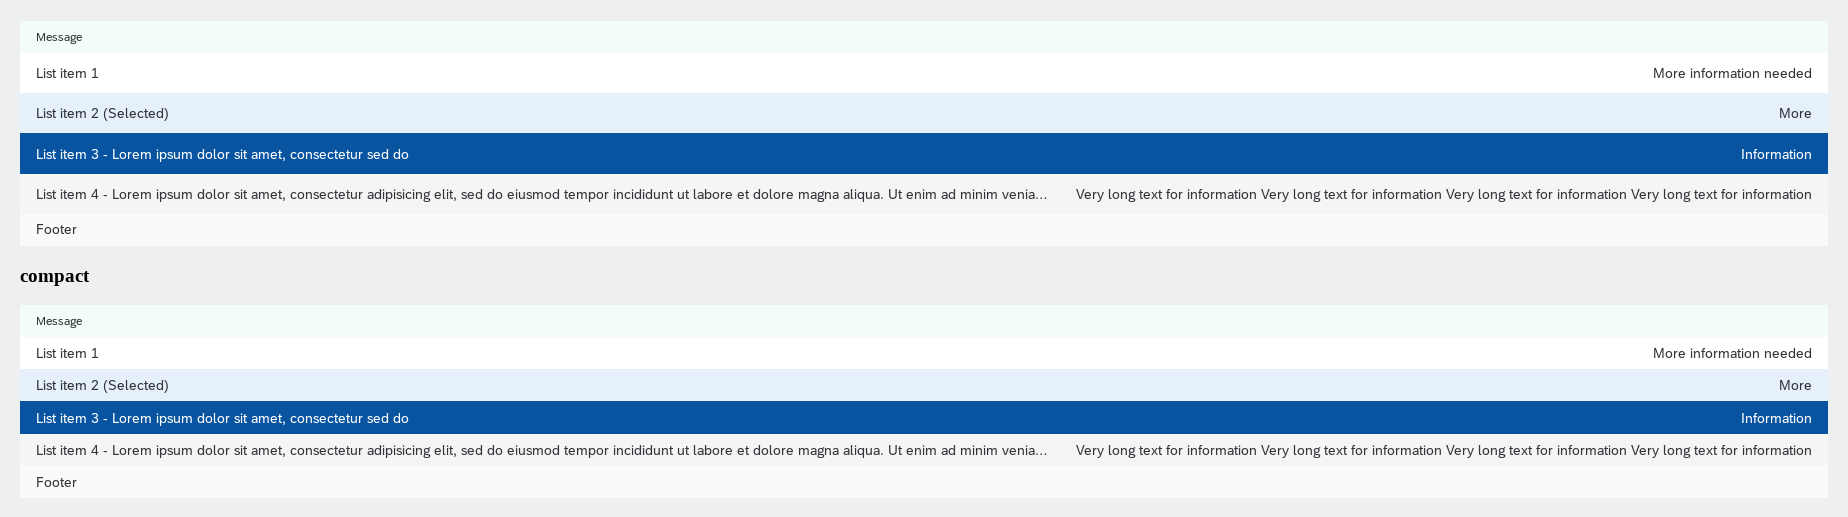 Message
List item 1 More information needed
List item 2 (Selected) More
List item 3 - Lorem ipsum dolor sit amet, consectetur sed do Information
List item 4 - Lorem ipsum dolor sit amet, consectetur adipisicing elit, sed do eiusmod tempor incididunt ut labore et dolore magna aliqua. Ut enim ad minim venia... Very long text for information Very long text for information Very long text for information Very long text for information
Footer
compact
Message
List item 1 More information needed
List item 2 (Selected) More
List item 3 - Lorem ipsum dolor sit amet, consectetur sed do Information
List item 4 - Lorem ipsum dolor sit amet, consectetur adipisicing elit, sed do eiusmod tempor incididunt ut labore et dolore magna aliqua. Ut enim ad minim venia... Very long text for information Very long text for information Very long text for information Very long text for information
Footer